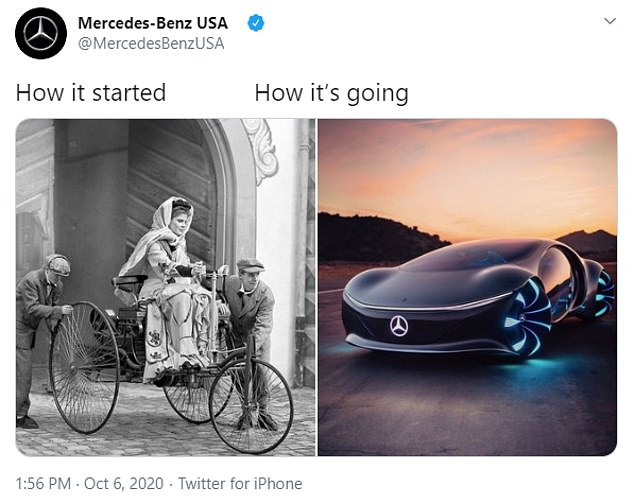 Mercedes-Benz USA
@MercedesBenzUSA
How it started How it’s going
1:56 PM · Oct 6, 2020 · Twitter for iPhone